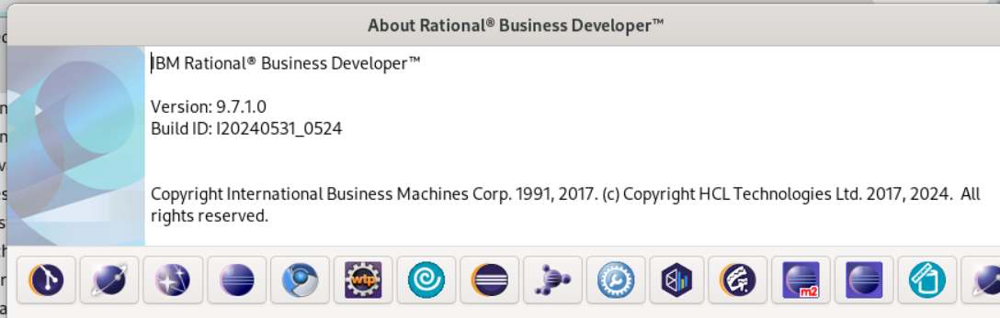 About Rational® Business Developer™
IBM Rational® Business Developer™
Version: 9.7.1.0
Build ID: I20240531_0524
Copyright International Business Machines Corp. 1991, 2017. (c) Copyright HCL Technologies Ltd. 2017, 2024.  All
rights reserved.
wtp
m2